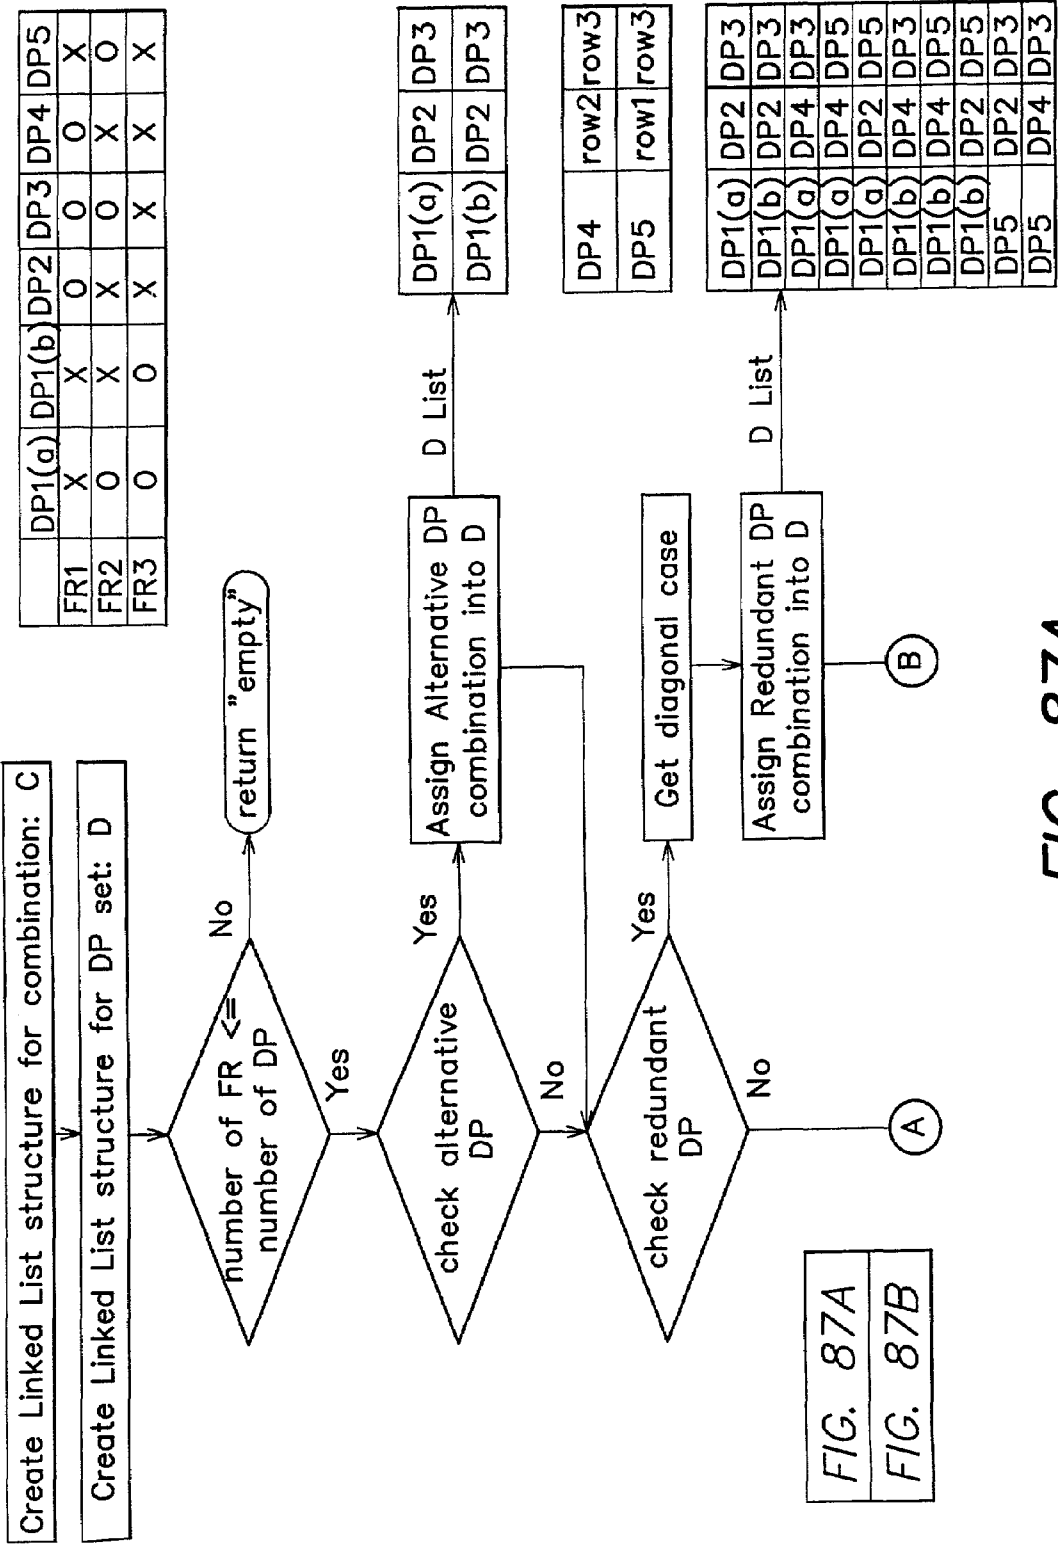 Create Linked List structure for combination: C
Create Linked List structure for DP set: D
number of FR <=
number of DP
No
return "empty"
Yes
DP1(a) DP1(b) DP2 DP3 DP4 DP5
FR1 X X O O O X
FR2 O X X O X O
FR3 O O X X X X
check alternative
DP
Yes
Assign Alternative DP
combination into D
D List
DP1(a) DP2 DP3
DP1(b) DP2 DP3
No
check redundant
DP
Yes
Get diagonal case
DP4 row2 row3
DP5 row1 row3
Assign Redundant DP
combination into D
D List
DP1(a) DP2 DP3
DP1(b) DP2 DP3
DP1(a) DP4 DP3
DP1(a) DP4 DP5
DP1(a) DP2 DP5
DP1(b) DP4 DP3
DP1(b) DP4 DP5
DP1(b) DP2 DP5
DP5 DP2 DP3
DP5 DP4 DP3
No
A
B
FIG. 87A
FIG. 87B
FIG. 87A